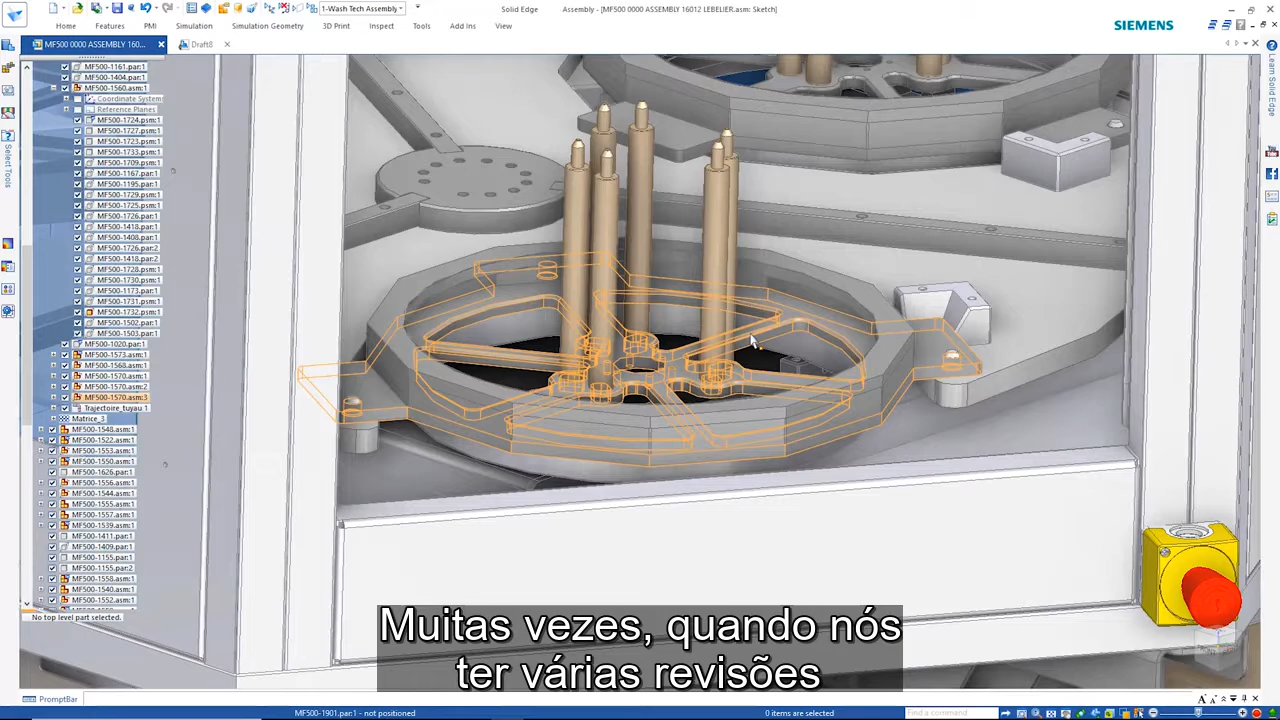 1-Wash Tech Assembly
Solid Edge
Assembly - [MF500 0000 ASSEMBLY 16012 LEBELIER.asm: Sketch]
Home
Features
PMI
Simulation
Simulation Geometry
3D Print
Inspect
Tools
Add Ins
View
SIEMENS
MF500 0000 ASSEMBLY 160...
Draft8
Learn Solid Edge
Select Tools
MF500-1161.par:1
MF500-1404.par:1
MF500-1560.asm:1
Coordinate System
Reference Planes
MF500-1724.psm:1
MF500-1727.psm:1
MF500-1723.psm:1
MF500-1733.psm:1
MF500-1709.psm:1
MF500-1167.par:1
MF500-1195.par:1
MF500-1729.psm:1
MF500-1725.psm:1
MF500-1726.par:1
MF500-1418.par:1
MF500-1408.par:1
MF500-1726.par:2
MF500-1418.par:2
MF500-1728.psm:1
MF500-1730.psm:1
MF500-1173.par:1
MF500-1731.psm:1
MF500-1732.psm:1
MF500-1502.par:1
MF500-1503.par:1
MF500-1020.par:1
MF500-1573.asm:1
MF500-1568.asm:1
MF500-1570.asm:1
MF500-1570.asm:2
MF500-1570.asm:3
Trajectoire_tuyau 1
Matrice_3
MF500-1548.asm:1
MF500-1522.asm:1
MF500-1553.asm:1
MF500-1550.asm:1
MF500-1626.par:1
MF500-1556.asm:1
MF500-1544.asm:1
MF500-1555.asm:1
MF500-1557.asm:1
MF500-1539.asm:1
MF500-1411.par:1
MF500-1409.par:1
MF500-1155.par:1
MF500-1155.par:2
MF500-1558.asm:1
MF500-1540.asm:1
MF500-1552.asm:1
No top level part selected.
Muitas vezes, quando nós
ter várias revisões
PromptBar
MF500-1901.par:1 - not positioned
0 items are selected
Find a command